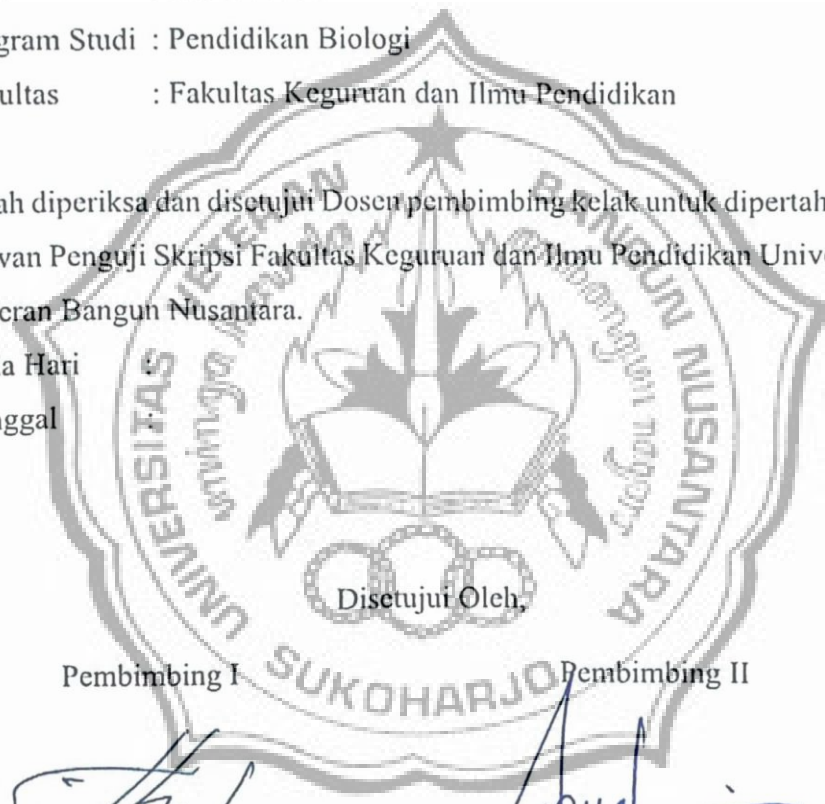 gram Studi : Pendidikan Biologi
ultas : Fakultas Keguruan dan Ilmu Pendidikan
ah diperiksa dan disetujui Dosen pembimbing kelak untuk dipertah
wan Penguji Skripsi Fakultas Keguruan dan Ilmu Pendidikan Unive
eran Bangun Nusantara.
a Hari :
nggal :
UNIVERSITAS VETERAN BANGUN NUSANTARA
SUKOHARJO
Disetujui Oleh,
Pembimbing I Pembimbing II